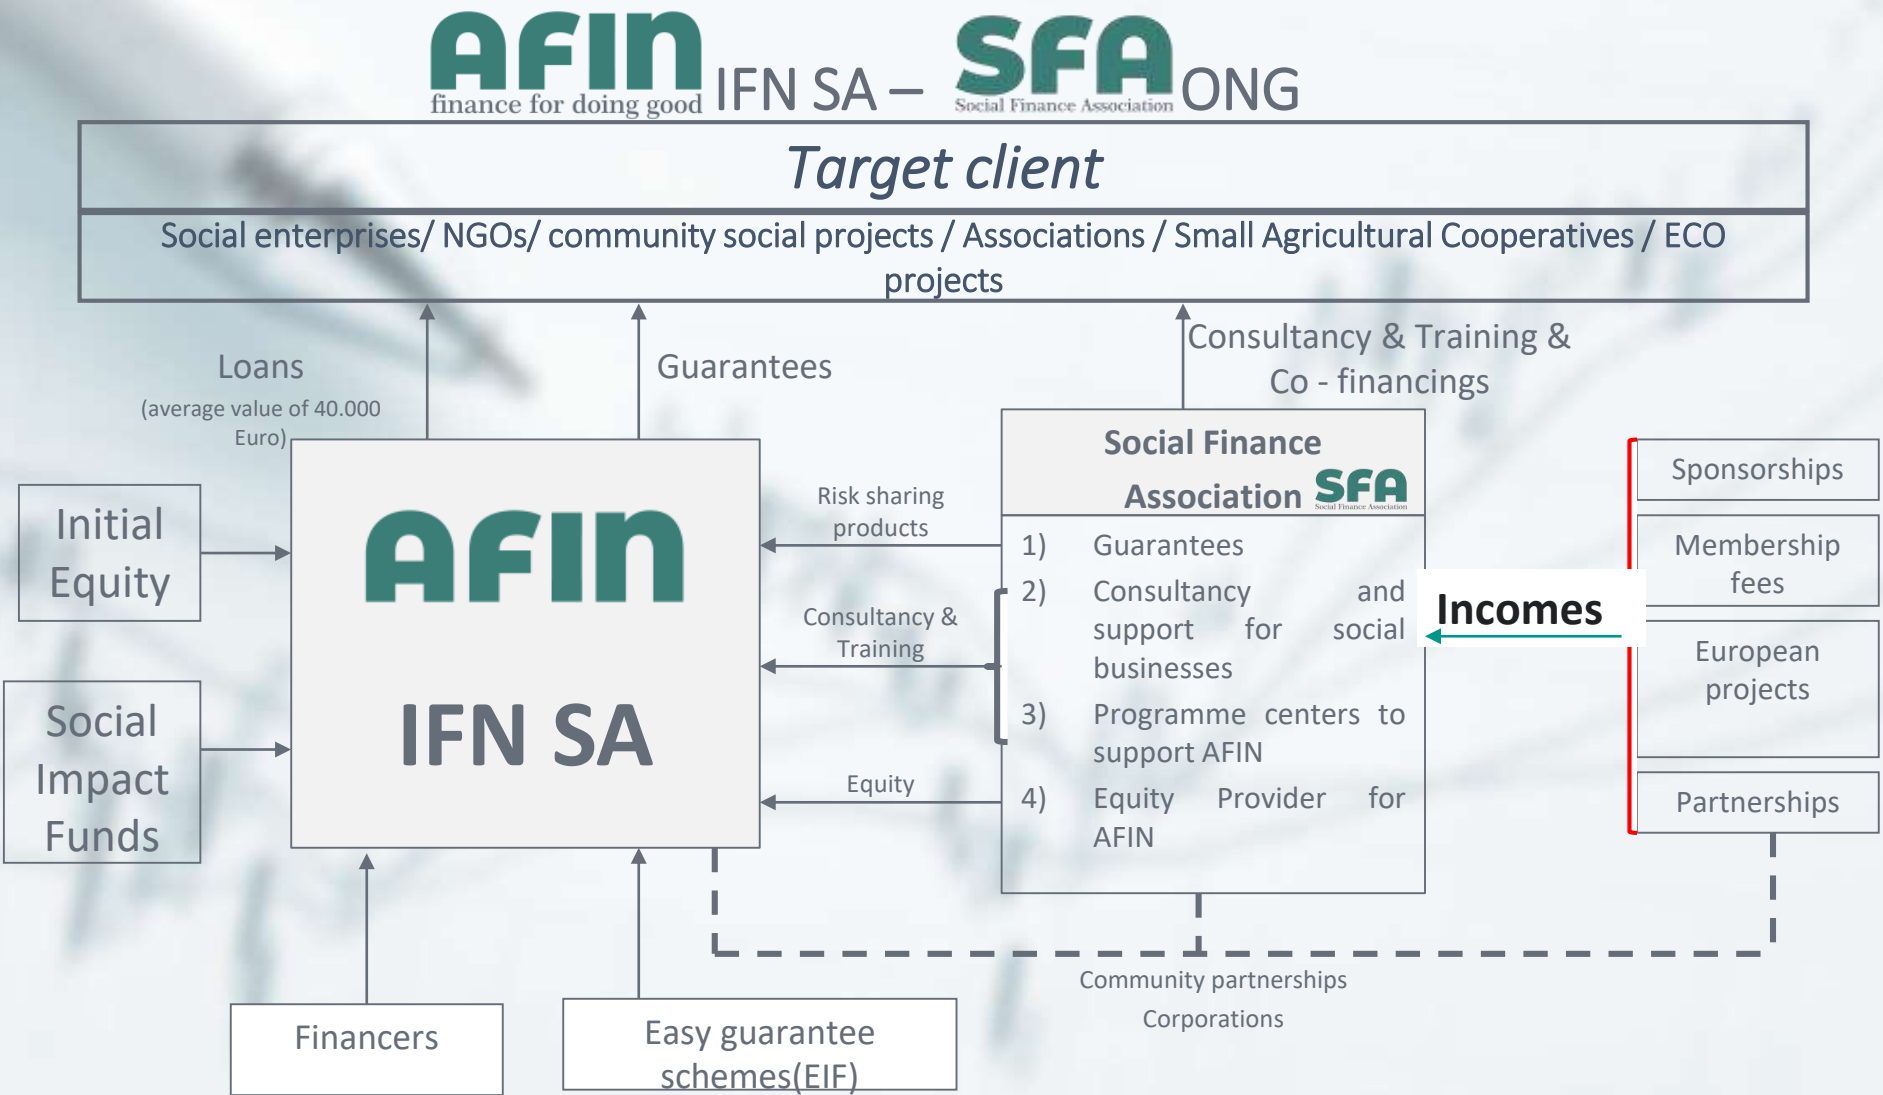 AFIN
finance for doing good
IFN SA –
SFA
Social Finance Association
ONG
Target client
Social enterprises/ NGOs/ community social projects / Associations / Small Agricultural Cooperatives / ECO
projects
Loans
(average value of 40.000
Euro)
Guarantees
Consultancy & Training &
Co - financings
Initial
Equity
Social
Impact
Funds
AFIN
IFN SA
Risk sharing
products
Consultancy &
Training
Equity
Social Finance
Association
SFA
Social Finance Association
1) Guarantees
2) Consultancy and
support for social
businesses
3) Programme centers to
support AFIN
4) Equity Provider for
AFIN
Incomes
Sponsorships
Membership
fees
European
projects
Partnerships
Community partnerships
Corporations
Financers
Easy guarantee
schemes(EIF)